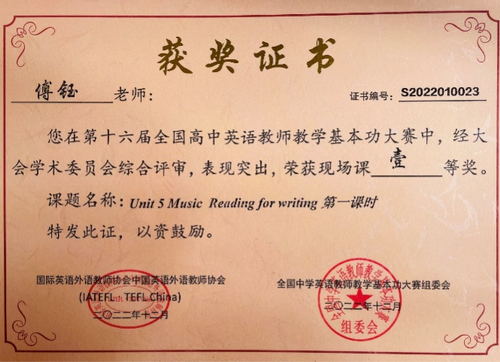 获奖证书
傅钰 老师：
证书编号：S2022010023
您在第十六届全国高中英语教师教学基本功大赛中，经大
会学术委员会综合评审，表现突出，荣获现场课 壹 等奖。
课题名称：Unit 5 Music Reading for writing 第一课时
特发此证，以资鼓励。
国际英语外语教师协会中国英语外语教师协会
(IATEFL TEFL China)
二〇二二年十二月
全国中学英语教师教学基本功大赛组委会
二〇二二年十二月
组委会